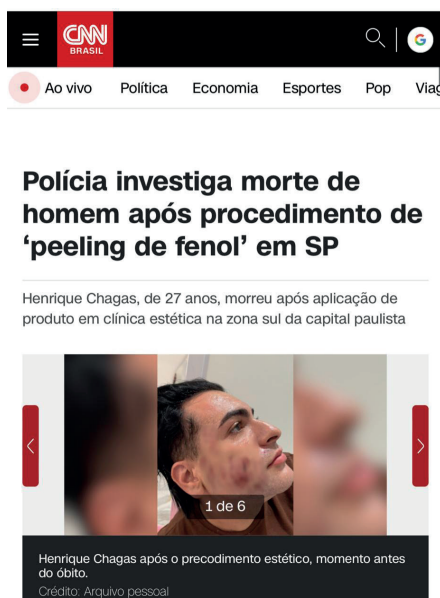 CNN
BRASIL
Ao vivo Política Economia Esportes Pop
Polícia investiga morte de
homem após procedimento de
‘peeling de fenol’ em SP
Henrique Chagas, de 27 anos, morreu após aplicação de
produto em clínica estética na zona sul da capital paulista
1 de 6
Henrique Chagas após o precodimento estético, momento antes
do óbito.
Crédito: Arquivo pessoal